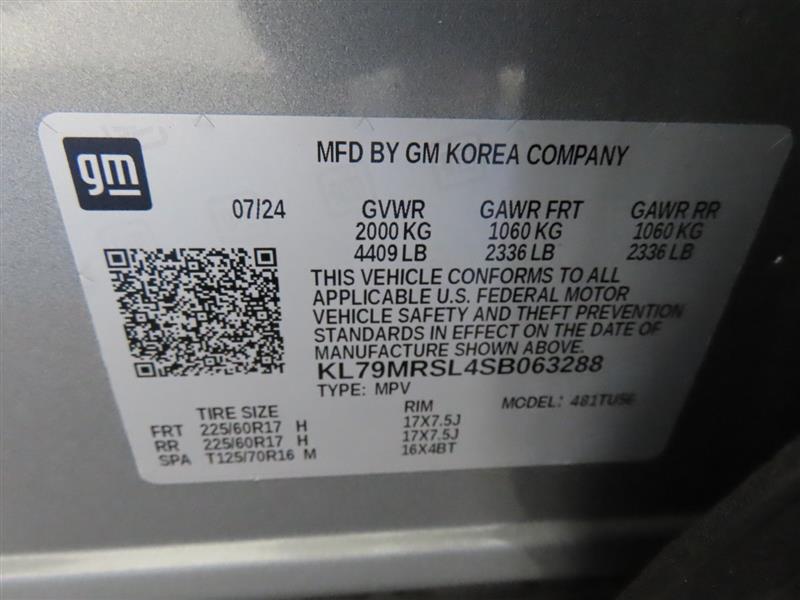 gm
MFD BY GM KOREA COMPANY
07/24 GVWR GAWR FRT GAWR RR
2000 KG 1060 KG 1060 KG
4409 LB 2336 LB 2336 LB
THIS VEHICLE CONFORMS TO ALL
APPLICABLE U.S. FEDERAL MOTOR
VEHICLE SAFETY AND THEFT PREVENTION
STANDARDS IN EFFECT ON THE DATE OF
MANUFACTURE SHOWN ABOVE.
KL79MRSL4SB063288
TYPE: MPV MODEL: 481TU56
TIRE SIZE RIM
FRT 225/60R17 H 17X7.5J
RR 225/60R17 H 17X7.5J
SPA T125/70R16 M 16X4BT